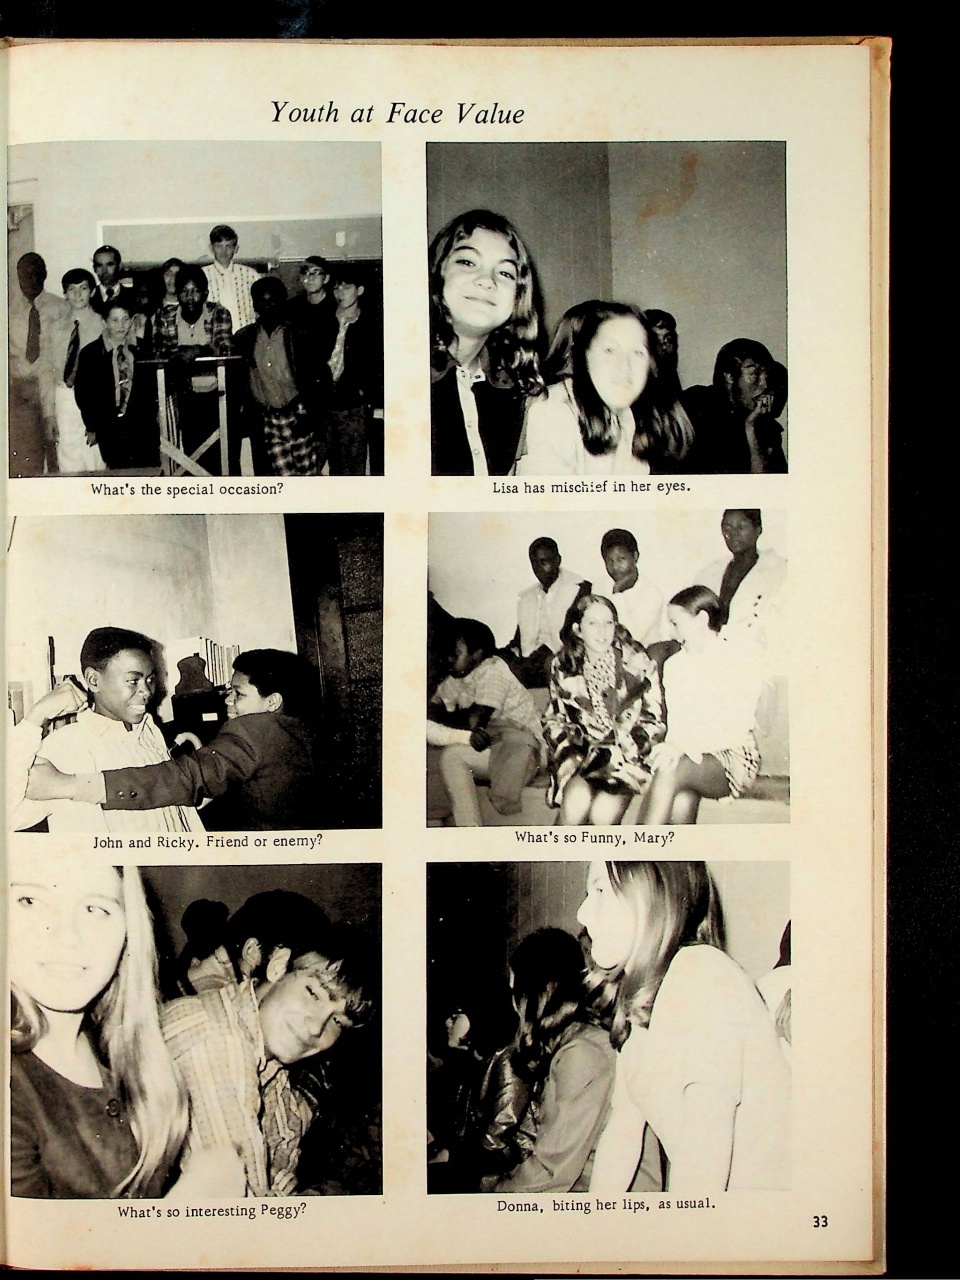 Youth at Face Value
What's the special occasion?
Lisa has mischief in her eyes.
John and Ricky. Friend or enemy?
What's so Funny, Mary?
What's so interesting Peggy?
Donna, biting her lips, as usual.
33